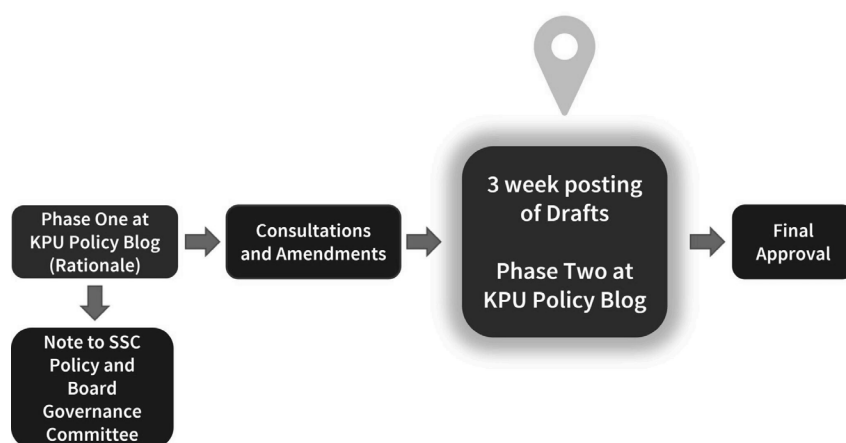 Phase One at
KPU Policy Blog
(Rationale)
Consultations
and Amendments
3 week posting
of Drafts
Phase Two at
KPU Policy Blog
Final
Approval
Note to SSC
Policy and
Board
Governance
Committee